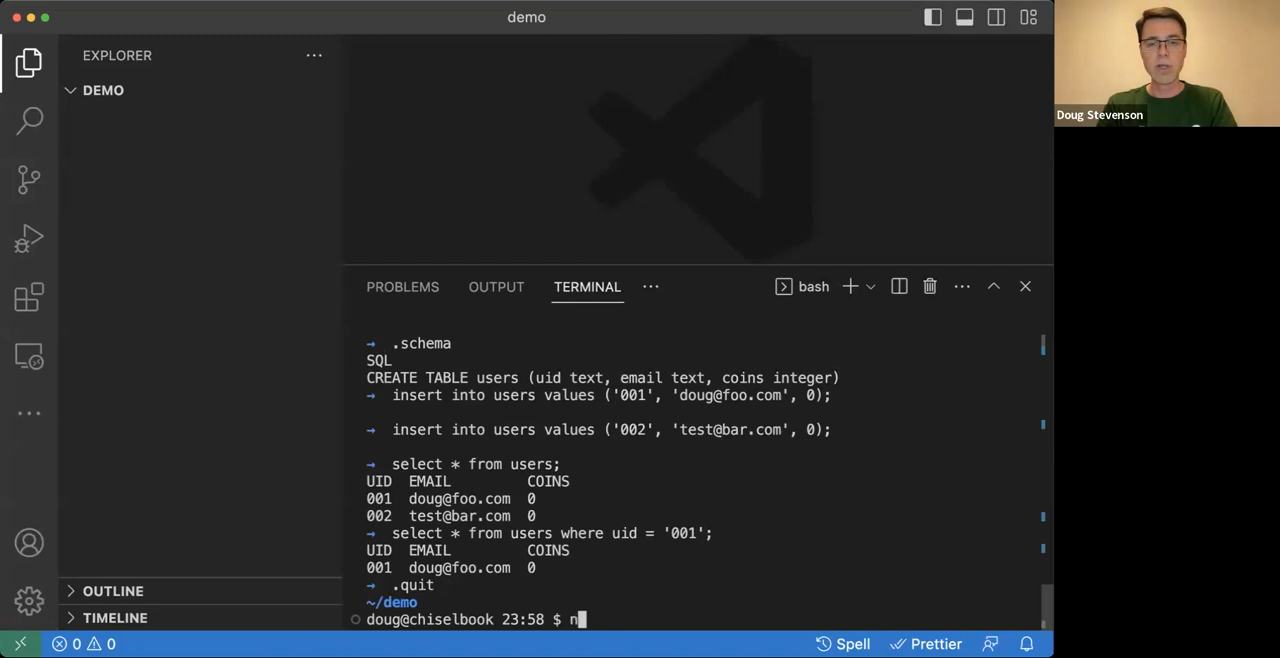 demo
EXPLORER
DEMO
PROBLEMS OUTPUT TERMINAL
bash
→ .schema
SQL
CREATE TABLE users (uid text, email text, coins integer)
→ insert into users values ('001', 'doug@foo.com', 0);
→ insert into users values ('002', 'test@bar.com', 0);
→ select * from users;
UID EMAIL COINS
001 doug@foo.com 0
002 test@bar.com 0
→ select * from users where uid = '001';
UID EMAIL COINS
001 doug@foo.com 0
→ .quit
~/demo
doug@chiselbook 23:58 $ n
OUTLINE
TIMELINE
0 0
Spell Prettier
Doug Stevenson